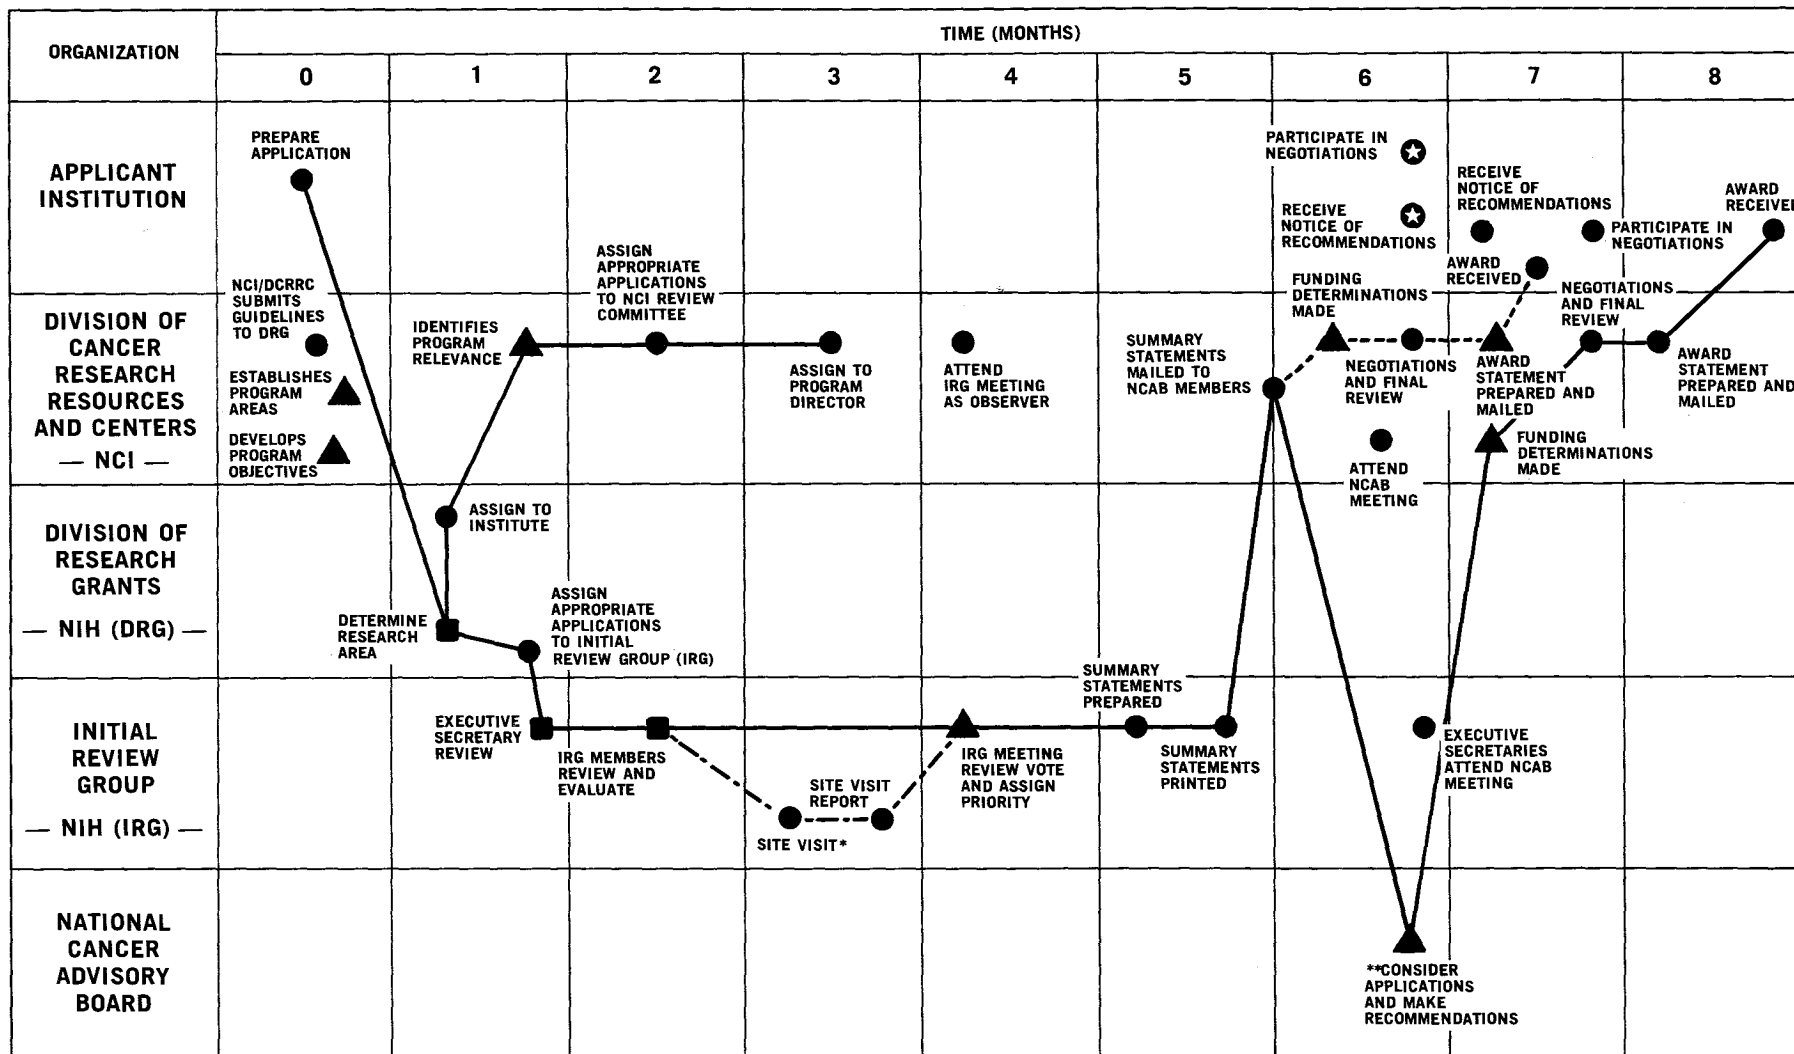 ORGANIZATION
TIME (MONTHS)
0 1 2 3 4 5 6 7 8
APPLICANT
INSTITUTION
PREPARE
APPLICATION
PARTICIPATE IN
NEGOTIATIONS
RECEIVE
NOTICE OF
RECOMMENDATIONS
RECEIVE
NOTICE OF
RECOMMENDATIONS
PARTICIPATE IN
NEGOTIATIONS
AWARD
RECEIVED
AWARD
RECEIVED
DIVISION OF
CANCER
RESEARCH
RESOURCES
AND CENTERS
— NCI —
NCI/DCRRC
SUBMITS
GUIDELINES
TO DRG
ESTABLISHES
PROGRAM
AREAS
DEVELOPS
PROGRAM
OBJECTIVES
IDENTIFIES
PROGRAM
RELEVANCE
ASSIGN
APPROPRIATE
APPLICATIONS
TO NCI REVIEW
COMMITTEE
ASSIGN TO
PROGRAM
DIRECTOR
ATTEND
IRG MEETING
AS OBSERVER
SUMMARY
STATEMENTS
MAILED TO
NCAB MEMBERS
FUNDING
DETERMINATIONS
MADE
NEGOTIATIONS
AND FINAL
REVIEW
ATTEND
NCAB
MEETING
AWARD
STATEMENT
PREPARED AND
MAILED
FUNDING
DETERMINATIONS
MADE
NEGOTIATIONS
AND FINAL
REVIEW
AWARD
STATEMENT
PREPARED AND
MAILED
DIVISION OF
RESEARCH
GRANTS
— NIH (DRG) —
ASSIGN TO
INSTITUTE
DETERMINE
RESEARCH
AREA
ASSIGN
APPROPRIATE
APPLICATIONS
TO INITIAL
REVIEW GROUP (IRG)
INITIAL
REVIEW
GROUP
— NIH (IRG) —
EXECUTIVE
SECRETARY
REVIEW
IRG MEMBERS
REVIEW AND
EVALUATE
SITE VISIT*
SITE VISIT
REPORT
IRG MEETING
REVIEW VOTE
AND ASSIGN
PRIORITY
SUMMARY
STATEMENTS
PREPARED
SUMMARY
STATEMENTS
PRINTED
EXECUTIVE
SECRETARIES
ATTEND NCAB
MEETING
NATIONAL
CANCER
ADVISORY
BOARD
**CONSIDER
APPLICATIONS
AND MAKE
RECOMMENDATIONS